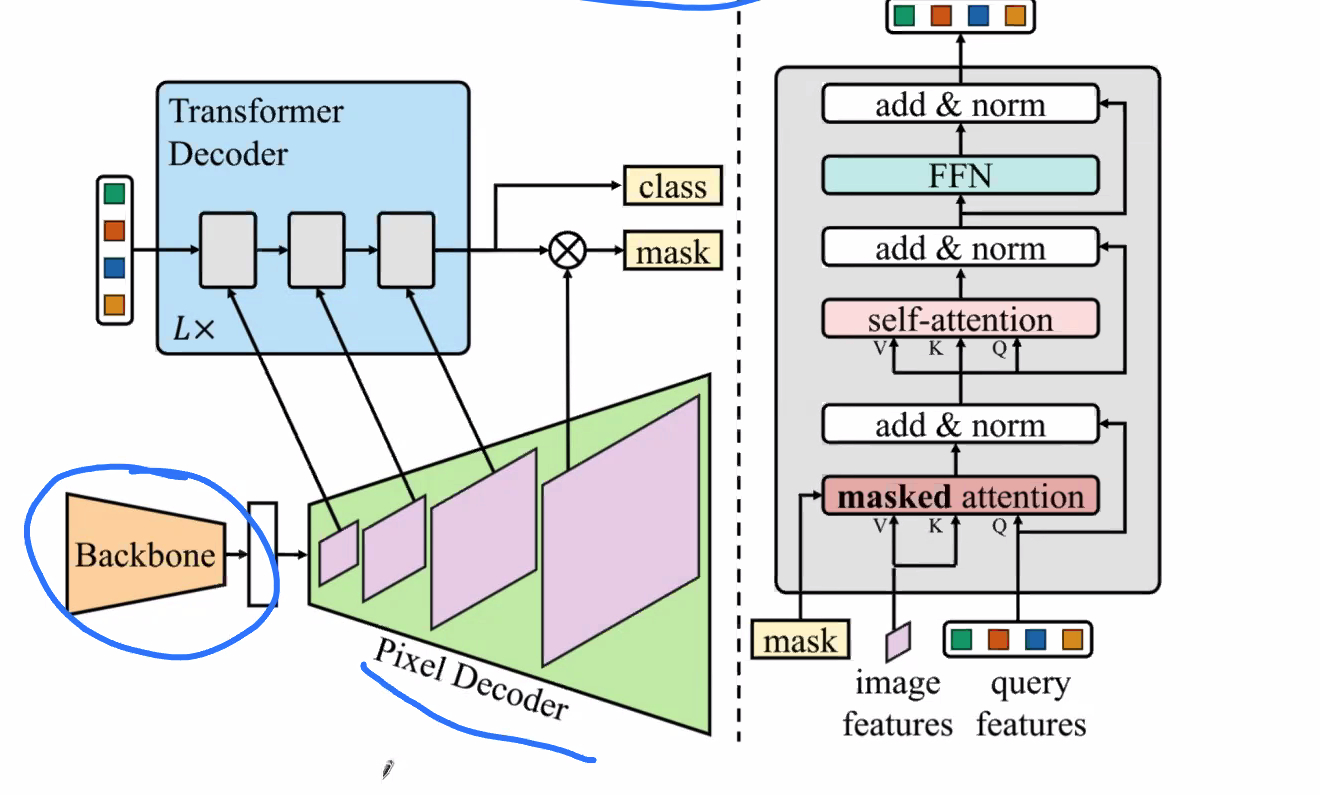 Transformer
Decoder
L×
class
mask
Backbone
Pixel Decoder
add & norm
FFN
add & norm
self-attention
V K Q
add & norm
masked attention
V K Q
mask
image
features
query
features